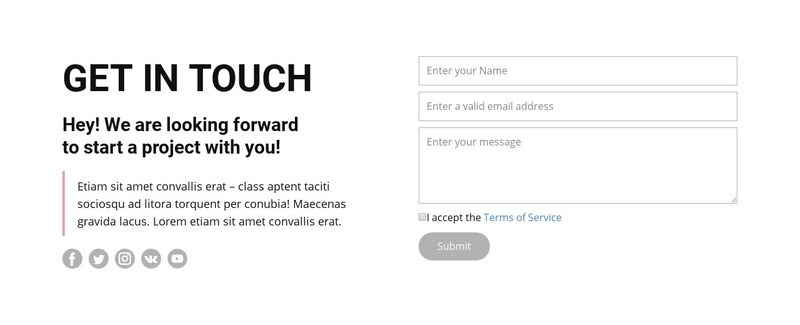 GET IN TOUCH
Hey! We are looking forward
to start a project with you!
Etiam sit amet convallis erat – class aptent taciti
sociosqu ad litora torquent per conubia! Maecenas
gravida lacus. Lorem etiam sit amet convallis erat.
Enter your Name
Enter a valid email address
Enter your message
I accept the Terms of Service
Submit